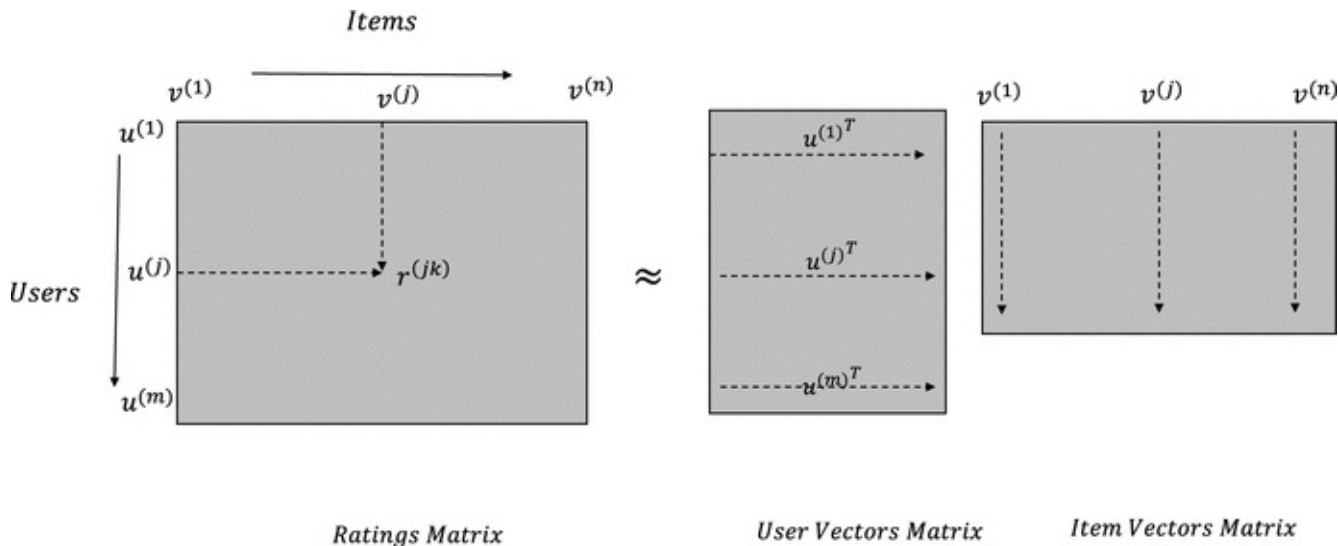 Items
v⁽¹⁾ v⁽ʲ⁾ v⁽ⁿ⁾
u⁽¹⁾
u⁽ʲ⁾
r⁽ʲᵏ⁾
Users
u⁽ᵐ⁾
Ratings Matrix
≈
u⁽¹⁾ᵀ
u⁽ʲ⁾ᵀ
u⁽ᵐ⁾ᵀ
User Vectors Matrix
v⁽¹⁾ v⁽ʲ⁾ v⁽ⁿ⁾
Item Vectors Matrix